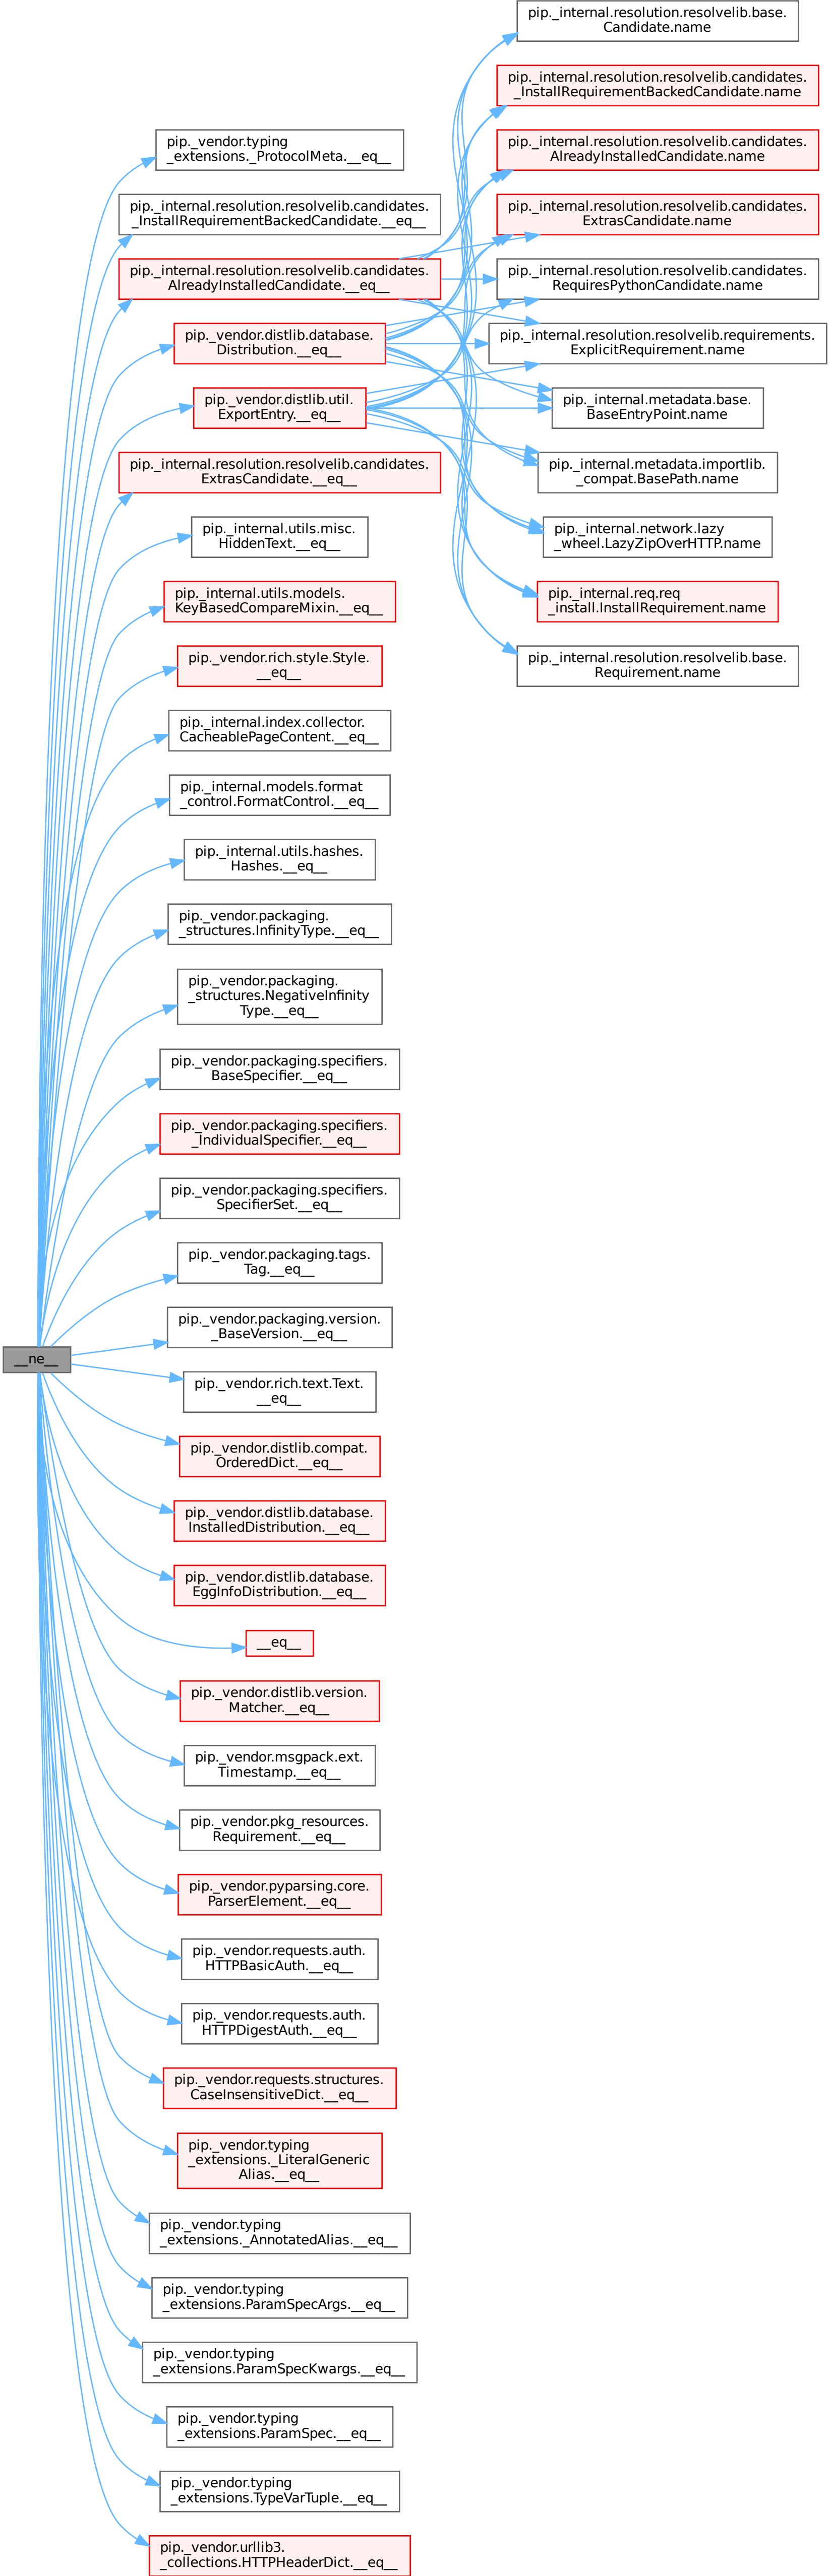 __ne__
pip._vendor.typing
_extensions._ProtocolMeta.__eq__
pip._internal.resolution.resolvelib.candidates.
_InstallRequirementBackedCandidate.__eq__
pip._internal.resolution.resolvelib.candidates.
AlreadyInstalledCandidate.__eq__
pip._vendor.distlib.database.
Distribution.__eq__
pip._vendor.distlib.util.
ExportEntry.__eq__
pip._internal.resolution.resolvelib.candidates.
ExtrasCandidate.__eq__
pip._internal.utils.misc.
HiddenText.__eq__
pip._internal.utils.models.
KeyBasedCompareMixin.__eq__
pip._vendor.rich.style.Style.
__eq__
pip._internal.index.collector.
CacheablePageContent.__eq__
pip._internal.models.format
_control.FormatControl.__eq__
pip._internal.utils.hashes.
Hashes.__eq__
pip._vendor.packaging.
_structures.InfinityType.__eq__
pip._vendor.packaging.
_structures.NegativeInfinity
Type.__eq__
pip._vendor.packaging.specifiers.
BaseSpecifier.__eq__
pip._vendor.packaging.specifiers.
_IndividualSpecifier.__eq__
pip._vendor.packaging.specifiers.
SpecifierSet.__eq__
pip._vendor.packaging.tags.
Tag.__eq__
pip._vendor.packaging.version.
_BaseVersion.__eq__
pip._vendor.rich.text.Text.
__eq__
pip._vendor.distlib.compat.
OrderedDict.__eq__
pip._vendor.distlib.database.
InstalledDistribution.__eq__
pip._vendor.distlib.database.
EggInfoDistribution.__eq__
__eq__
pip._vendor.distlib.version.
Matcher.__eq__
pip._vendor.msgpack.ext.
Timestamp.__eq__
pip._vendor.pkg_resources.
Requirement.__eq__
pip._vendor.pyparsing.core.
ParserElement.__eq__
pip._vendor.requests.auth.
HTTPBasicAuth.__eq__
pip._vendor.requests.auth.
HTTPDigestAuth.__eq__
pip._vendor.requests.structures.
CaseInsensitiveDict.__eq__
pip._vendor.typing
_extensions._LiteralGeneric
Alias.__eq__
pip._vendor.typing
_extensions._AnnotatedAlias.__eq__
pip._vendor.typing
_extensions.ParamSpecArgs.__eq__
pip._vendor.typing
_extensions.ParamSpecKwargs.__eq__
pip._vendor.typing
_extensions.ParamSpec.__eq__
pip._vendor.typing
_extensions.TypeVarTuple.__eq__
pip._vendor.urllib3.
_collections.HTTPHeaderDict.__eq__
pip._internal.resolution.resolvelib.base.
Candidate.name
pip._internal.resolution.resolvelib.candidates.
_InstallRequirementBackedCandidate.name
pip._internal.resolution.resolvelib.candidates.
AlreadyInstalledCandidate.name
pip._internal.resolution.resolvelib.candidates.
ExtrasCandidate.name
pip._internal.resolution.resolvelib.candidates.
RequiresPythonCandidate.name
pip._internal.resolution.resolvelib.requirements.
ExplicitRequirement.name
pip._internal.metadata.base.
BaseEntryPoint.name
pip._internal.metadata.importlib.
_compat.BasePath.name
pip._internal.network.lazy
_wheel.LazyZipOverHTTP.name
pip._internal.req.req
_install.InstallRequirement.name
pip._internal.resolution.resolvelib.base.
Requirement.name